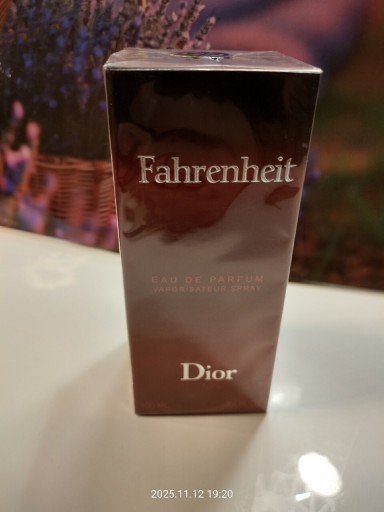 Fahrenheit
EAU DE PARFUM
VAPORISATEUR SPRAY
Dior
2025.11.12 19:20